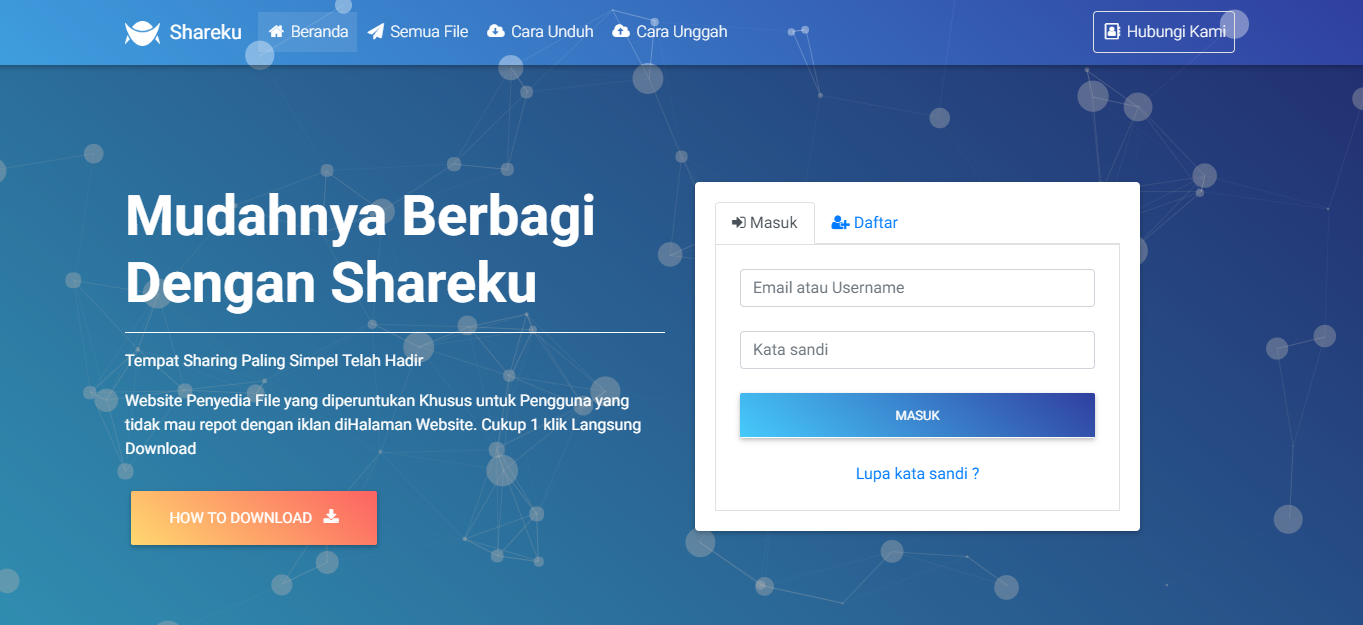 Shareku Beranda Semua File Cara Unduh Cara Unggah Hubungi Kami
Mudahnya Berbagi
Dengan Shareku
Tempat Sharing Paling Simpel Telah Hadir
Website Penyedia File yang diperuntukan Khusus untuk Pengguna yang
tidak mau repot dengan iklan diHalaman Website. Cukup 1 klik Langsung
Download
HOW TO DOWNLOAD
Masuk Daftar
Email atau Username
Kata sandi
MASUK
Lupa kata sandi ?